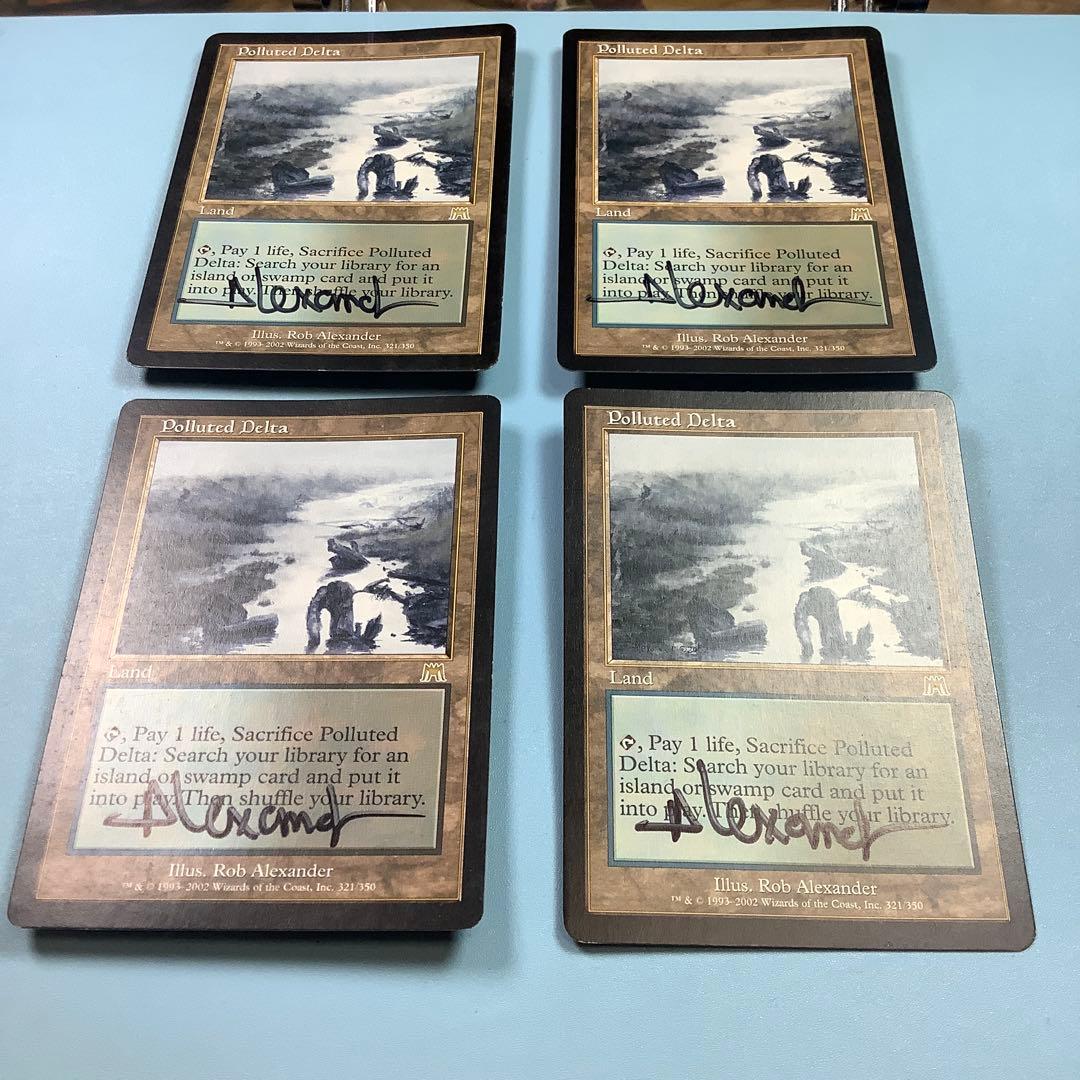 Polluted Delta
Land
, Pay 1 life, Sacrifice Polluted
Delta: Search your library for an
island or swamp card and put it
into play. Then shuffle your library.
Alexand
Illus. Rob Alexander
™ & © 1993-2002 Wizards of the Coast, Inc. 321/350
Polluted Delta
Land
, Pay 1 life, Sacrifice Polluted
Delta: Search your library for an
island or swamp card and put it
into play. Then shuffle your library.
Alexand
Illus. Rob Alexander
™ & © 1993-2002 Wizards of the Coast, Inc. 321/350
Polluted Delta
Land
, Pay 1 life, Sacrifice Polluted
Delta: Search your library for an
island or swamp card and put it
into play. Then shuffle your library.
Alexand
Illus. Rob Alexander
™ & © 1993-2002 Wizards of the Coast, Inc. 321/350
Polluted Delta
Land
, Pay 1 life, Sacrifice Polluted
Delta: Search your library for an
island or swamp card and put it
into play. Then shuffle your library.
Alexand
Illus. Rob Alexander
™ & © 1993-2002 Wizards of the Coast, Inc. 321/350